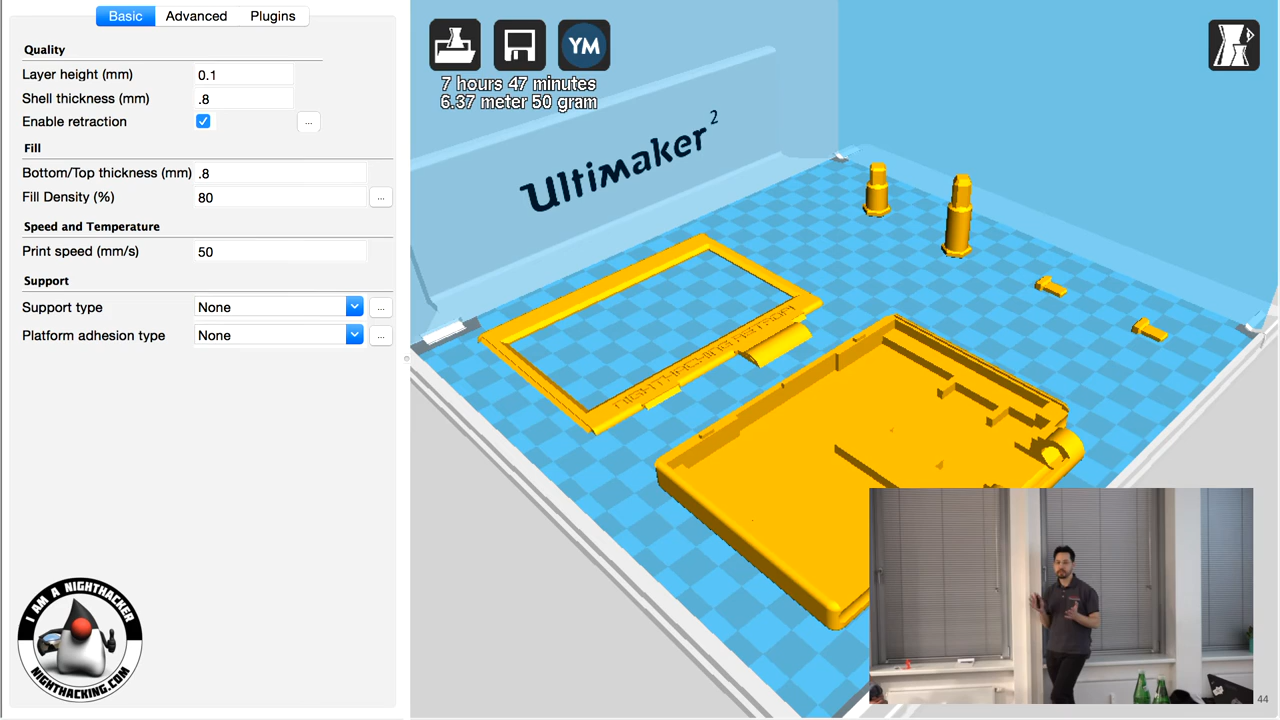 Basic
Advanced
Plugins
Quality
Layer height (mm)
0.1
Shell thickness (mm)
.8
Enable retraction
...
Fill
Bottom/Top thickness (mm)
.8
Fill Density (%)
80
...
Speed and Temperature
Print speed (mm/s)
50
Support
Support type
None
...
Platform adhesion type
None
...
YM
7 hours 47 minutes
6.37 meter 50 gram
Ultimaker 2
I AM A NIGHTHACKER
NIGHTHACKING.COM
44